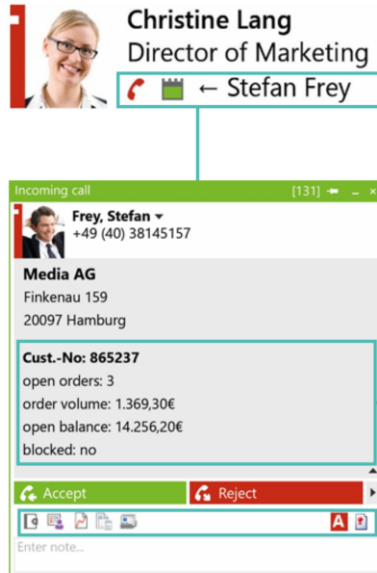 Christine Lang
Director of Marketing
← Stefan Frey
Incoming call [131]
Frey, Stefan
+49 (40) 38145157
Media AG
Finkenau 159
20097 Hamburg
Cust.-No: 865237
open orders: 3
order volume: 1.369,30€
open balance: 14.256,20€
blocked: no
Accept Reject
A
Enter note...